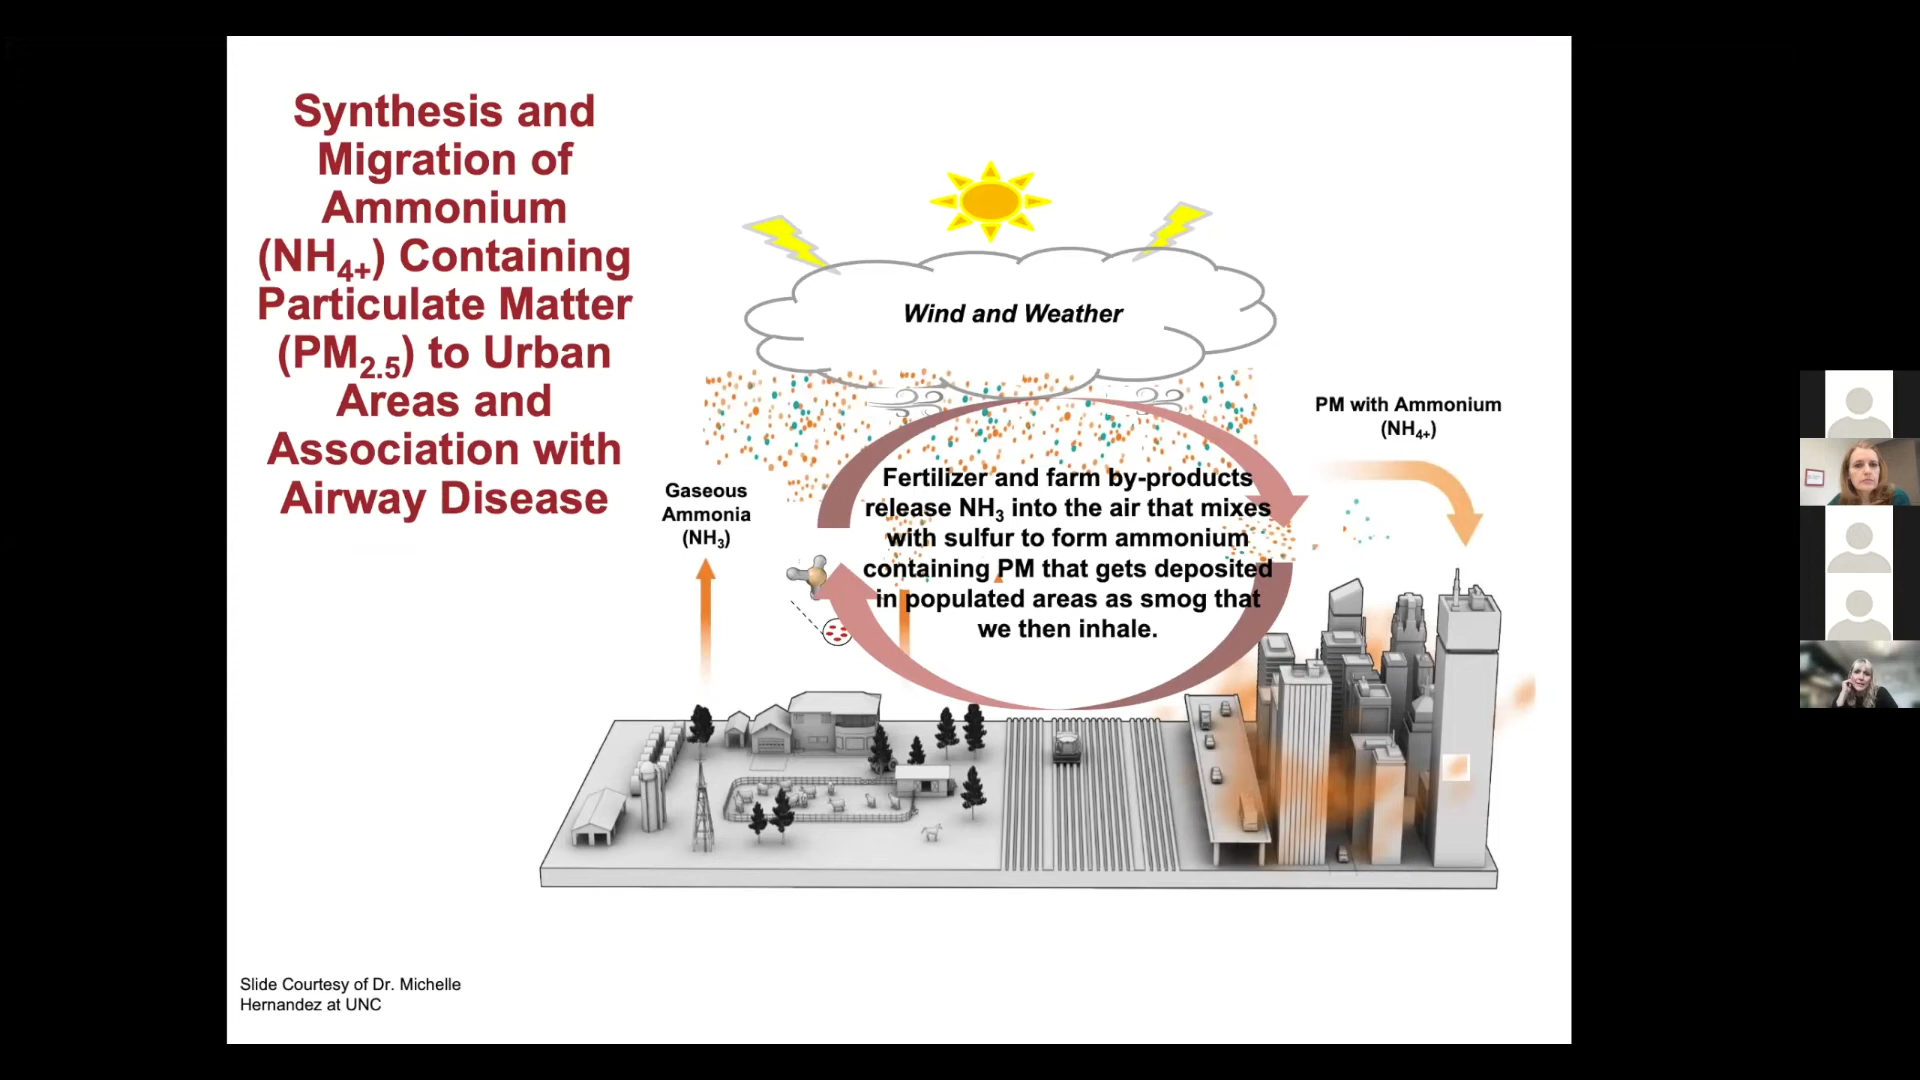 Synthesis and
Migration of
Ammonium
(NH4+) Containing
Particulate Matter
(PM2.5) to Urban
Areas and
Association with
Airway Disease
Wind and Weather
PM with Ammonium
(NH4+)
Gaseous
Ammonia
(NH3)
Fertilizer and farm by-products
release NH3 into the air that mixes
with sulfur to form ammonium
containing PM that gets deposited
in populated areas as smog that
we then inhale.
Slide Courtesy of Dr. Michelle
Hernandez at UNC